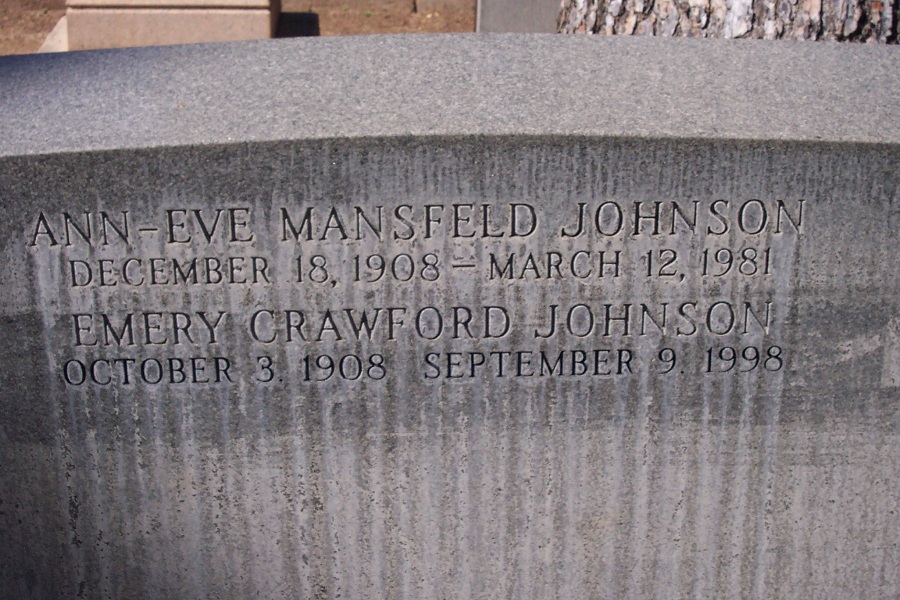 ANN-EVE MANSFELD JOHNSON
DECEMBER 18, 1908 – MARCH 12, 1981
EMERY CRAWFORD JOHNSON
OCTOBER 3. 1908 SEPTEMBER 9. 1998